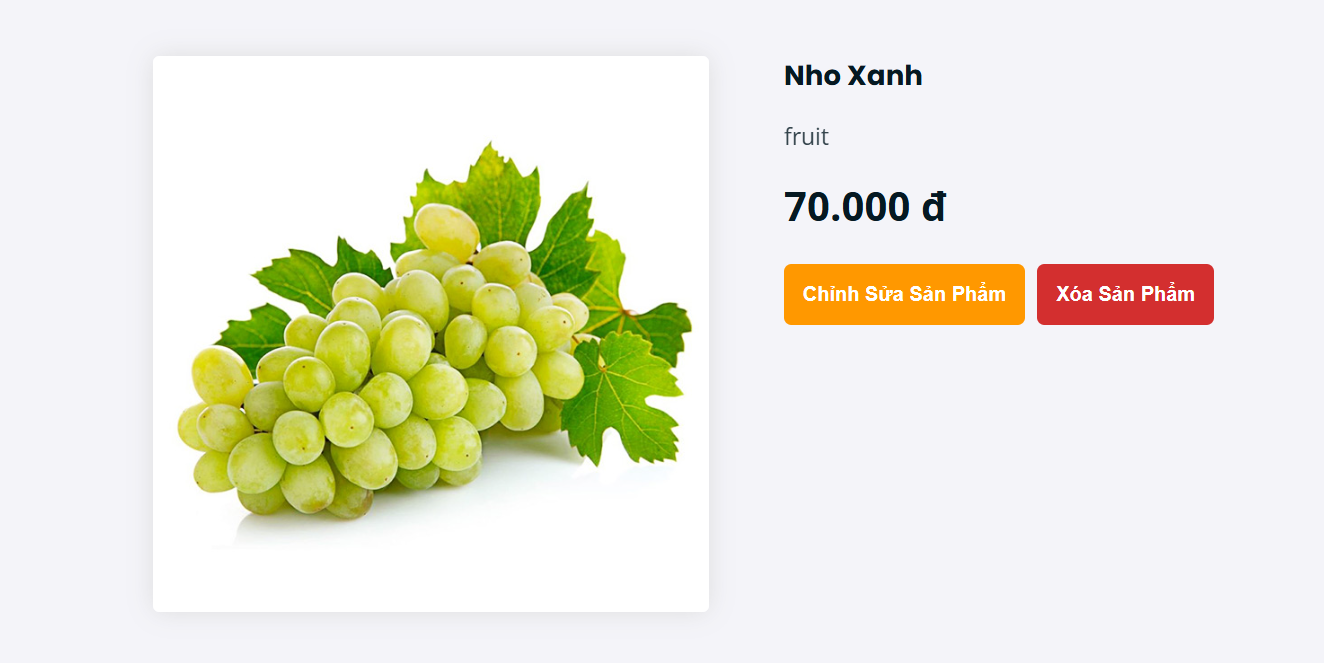 Nho Xanh
fruit
70.000 đ
Chỉnh Sửa Sản Phẩm
Xóa Sản Phẩm